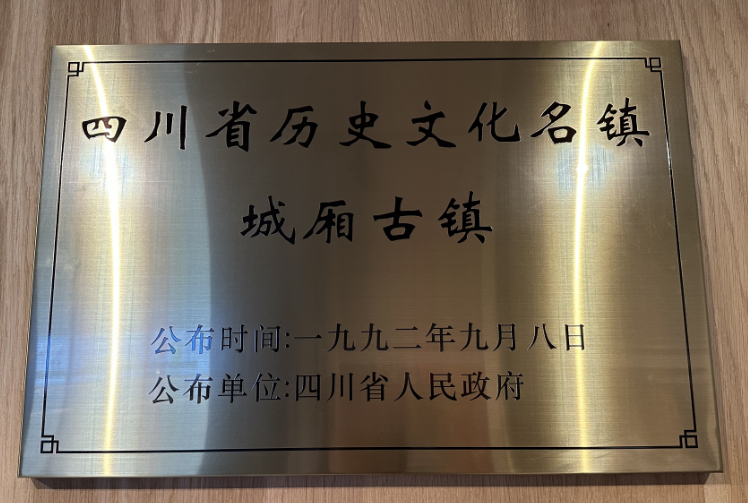 四川省历史文化名镇
城厢古镇
公布时间:一九九二年九月八日
公布单位:四川省人民政府